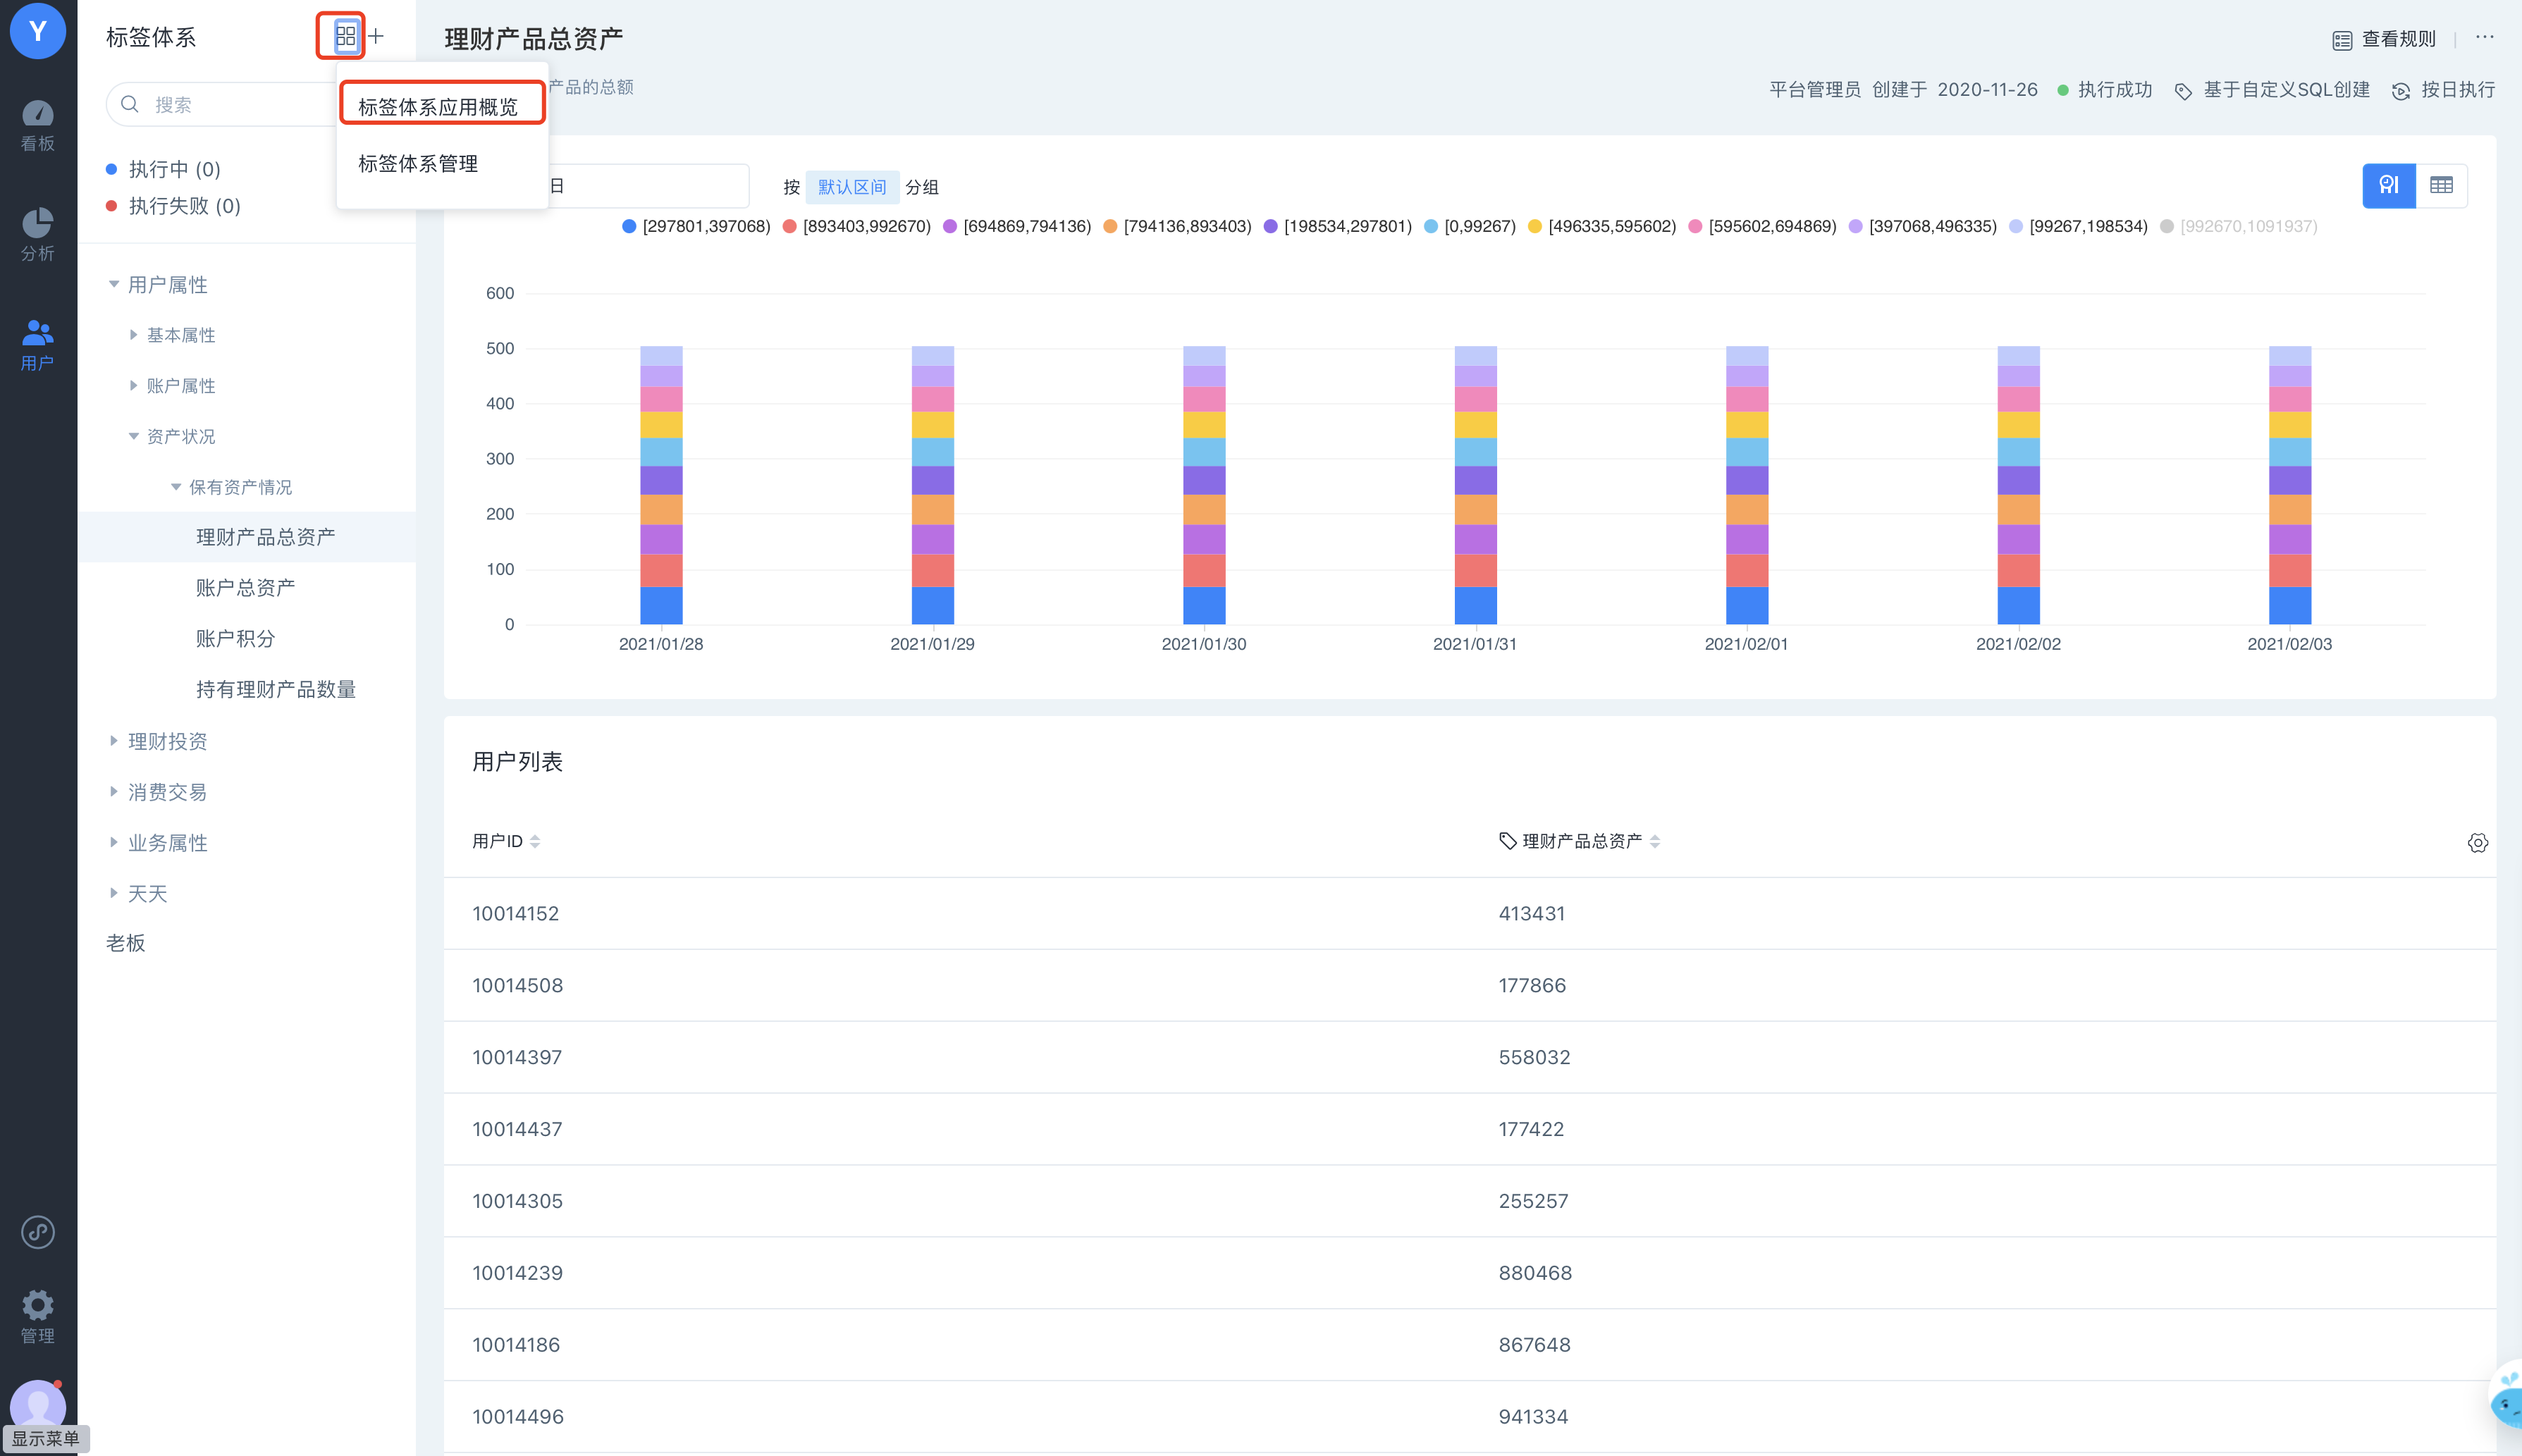 Y
标签体系
理财产品总资产
查看规则
产品的总额
平台管理员 创建于 2020-11-26
执行成功
基于自定义SQL创建
按日执行
搜索
标签体系应用概览
标签体系管理
看板
分析
用户
执行中 (0)
执行失败 (0)
日
按 默认区间 分组
[297801,397068) [893403,992670) [694869,794136) [794136,893403) [198534,297801) [0,99267) [496335,595602) [595602,694869) [397068,496335) [99267,198534) [992670,1091937)
用户属性
基本属性
账户属性
资产状况
保有资产情况
理财产品总资产
账户总资产
账户积分
持有理财产品数量
理财投资
消费交易
业务属性
天天
老板
600
500
400
300
200
100
0
2021/01/28 2021/01/29 2021/01/30 2021/01/31 2021/02/01 2021/02/02 2021/02/03
用户列表
用户ID 理财产品总资产
10014152 413431
10014508 177866
10014397 558032
10014437 177422
10014305 255257
10014239 880468
10014186 867648
10014496 941334
管理
显示菜单